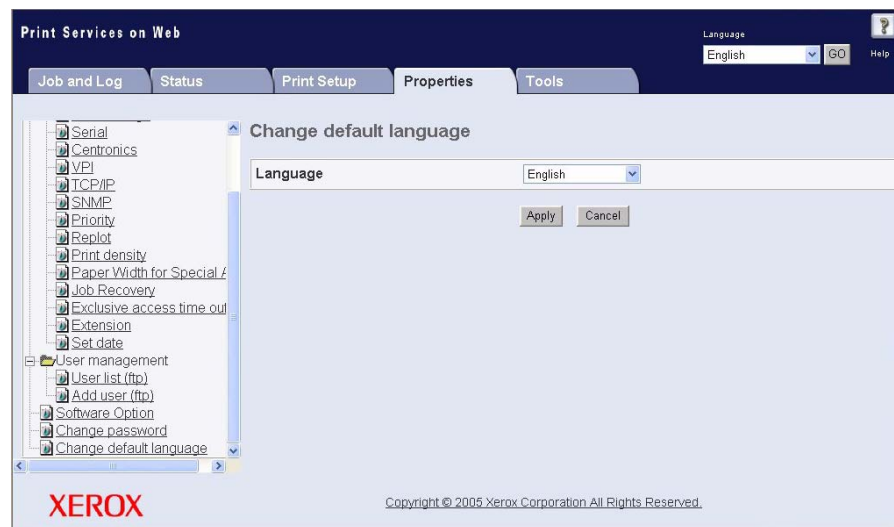 Print Services on Web
Language
English
GO
?
Help
Job and Log
Status
Print Setup
Properties
Tools
Serial
Centronics
VPI
TCP/IP
SNMP
Priority
Replot
Print density
Paper Width for Special
Job Recovery
Exclusive access time out
Extension
Set date
User management
User list (ftp)
Add user (ftp)
Software Option
Change password
Change default language
Change default language
Language
English
Apply
Cancel
XEROX
Copyright © 2005 Xerox Corporation All Rights Reserved.